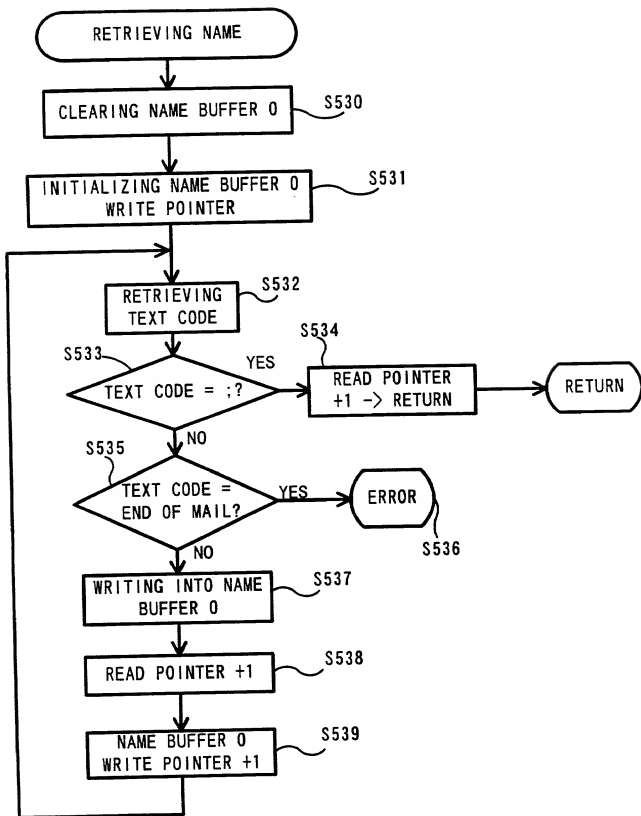 RETRIEVING NAME
CLEARING NAME BUFFER 0
S530
INITIALIZING NAME BUFFER 0
WRITE POINTER
S531
RETRIEVING
TEXT CODE
S532
S533
TEXT CODE = ;?
YES
S534
READ POINTER
+1 -> RETURN
RETURN
NO
S535
TEXT CODE =
END OF MAIL?
YES
ERROR
S536
NO
WRITING INTO NAME
BUFFER 0
S537
READ POINTER +1
S538
NAME BUFFER 0
WRITE POINTER +1
S539